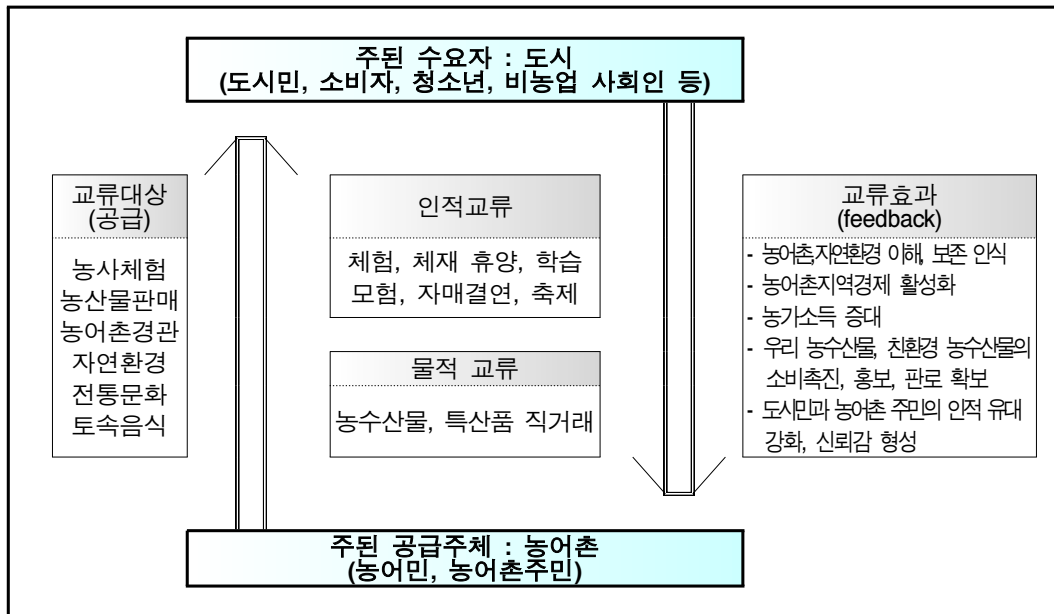 주된 수요자 : 도시
(도시민, 소비자, 청소년, 비농업 사회인 등)
교류대상
(공급)
농사체험
농산물판매
농어촌경관
자연환경
전통문화
토속음식
인적교류
체험, 체재 휴양, 학습
모험, 자매결연, 축제
물적 교류
농수산물, 특산품 직거래
교류효과
(feedback)
- 농어촌,자연환경 이해, 보존 인식
- 농어촌지역경제 활성화
- 농가소득 증대
- 우리 농수산물, 친환경 농수산물의
소비촉진, 홍보, 판로 확보
- 도시민과 농어촌 주민의 인적 유대
강화, 신뢰감 형성
주된 공급주체 : 농어촌
(농어민, 농어촌주민)